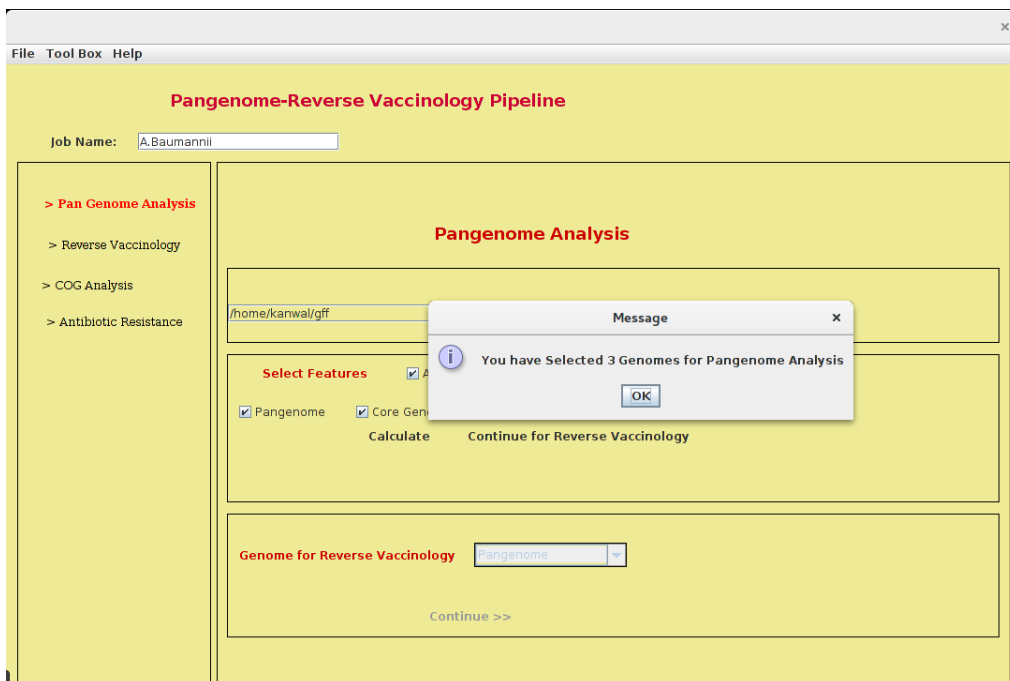 ×
File Tool Box Help
Pangenome-Reverse Vaccinology Pipeline
Job Name: A.Baumannii
> Pan Genome Analysis
> Reverse Vaccinology
> COG Analysis
> Antibiotic Resistance
Pangenome Analysis
/home/kanwal/gff
Message ×
You have Selected 3 Genomes for Pangenome Analysis
OK
Select Features
Pangenome Core Gen
Calculate Continue for Reverse Vaccinology
Genome for Reverse Vaccinology Pangenome
Continue >>